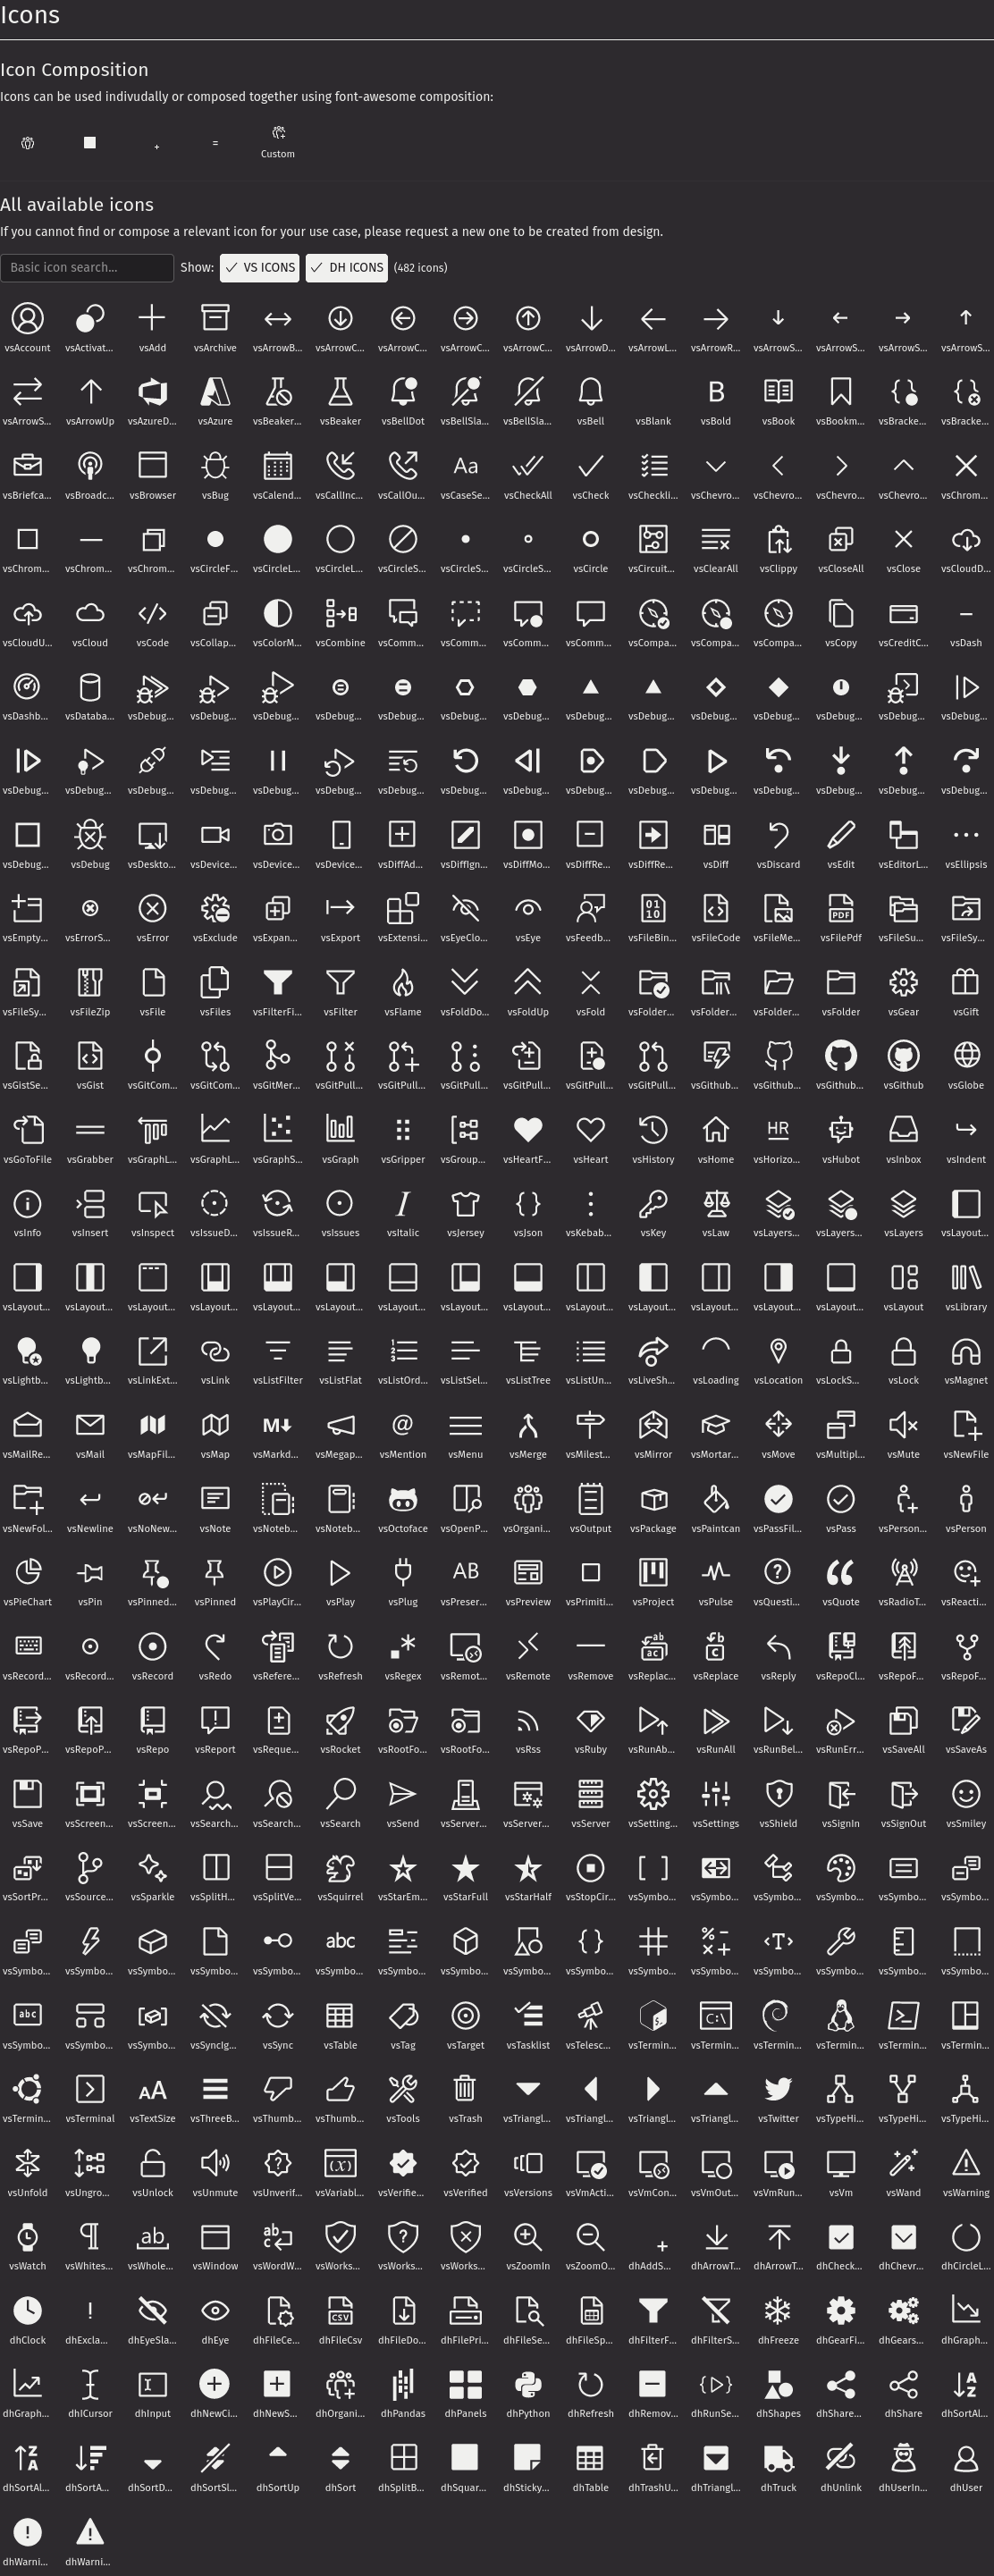 Icons
Icon Composition
Icons can be used indivudally or composed together using font-awesome composition:
+ =
Custom
All available icons
If you cannot find or compose a relevant icon for your use case, please request a new one to be created from design.
Basic icon search... Show: VS ICONS DH ICONS (482 icons)
vsAccount vsActivat... vsAdd vsArchive vsArrowB... vsArrowC... vsArrowC... vsArrowC... vsArrowC... vsArrowD... vsArrowL... vsArrowR... vsArrowS... vsArrowS... vsArrowS... vsArrowS...
vsArrowS... vsArrowUp vsAzureD... vsAzure vsBeaker... vsBeaker vsBellDot vsBellSla... vsBellSla... vsBell vsBlank vsBold vsBook vsBookm... vsBracke... vsBracke...
vsBriefca... vsBroadc... vsBrowser vsBug vsCalend... vsCallInc... vsCallOu... vsCaseSe... vsCheckAll vsCheck vsCheckli... vsChevro... vsChevro... vsChevro... vsChevro... vsChrom...
vsChrom... vsChrom... vsChrom... vsCircleF... vsCircleL... vsCircleL... vsCircleS... vsCircleS... vsCircleS... vsCircle vsCircuit... vsClearAll vsClippy vsCloseAll vsClose vsCloudD...
vsCloudU... vsCloud vsCode vsCollap... vsColorM... vsCombine vsComm... vsComm... vsComm... vsComm... vsCompa... vsCompa... vsCompa... vsCopy vsCreditC... vsDash
vsDashb... vsDataba... vsDebug... vsDebug... vsDebug... vsDebug... vsDebug... vsDebug... vsDebug... vsDebug... vsDebug... vsDebug... vsDebug... vsDebug... vsDebug... vsDebug...
vsDebug... vsDebug... vsDebug... vsDebug... vsDebug... vsDebug... vsDebug... vsDebug... vsDebug... vsDebug... vsDebug... vsDebug... vsDebug... vsDebug... vsDebug... vsDebug...
vsDebug... vsDebug vsDeskto... vsDevice... vsDevice... vsDevice... vsDiffAd... vsDiffIgn... vsDiffMo... vsDiffRe... vsDiffRe... vsDiff vsDiscard vsEdit vsEditorL... vsEllipsis
vsEmpty... vsErrorS... vsError vsExclude vsExpan... vsExport vsExtensi... vsEyeClo... vsEye vsFeedb... vsFileBin... vsFileCode vsFileMe... vsFilePdf vsFileSu... vsFileSy...
vsFileSy... vsFileZip vsFile vsFiles vsFilterFi... vsFilter vsFlame vsFoldDo... vsFoldUp vsFold vsFolder... vsFolder... vsFolder... vsFolder vsGear vsGift
vsGistSe... vsGist vsGitCom... vsGitCom... vsGitMer... vsGitPull... vsGitPull... vsGitPull... vsGitPull... vsGitPull... vsGitPull... vsGithub... vsGithub... vsGithub... vsGithub vsGlobe
vsGoToFile vsGrabber vsGraphL... vsGraphL... vsGraphS... vsGraph vsGripper vsGroup... vsHeartF... vsHeart vsHistory vsHome vsHorizo... vsHubot vsInbox vsIndent
vsInfo vsInsert vsInspect vsIssueD... vsIssueR... vsIssues vsItalic vsJersey vsJson vsKebab... vsKey vsLaw vsLayers... vsLayers... vsLayers vsLayout...
vsLayout... vsLayout... vsLayout... vsLayout... vsLayout... vsLayout... vsLayout... vsLayout... vsLayout... vsLayout... vsLayout... vsLayout... vsLayout... vsLayout... vsLayout vsLibrary
vsLightb... vsLightb... vsLinkExt... vsLink vsListFilter vsListFlat vsListOrd... vsListSel... vsListTree vsListUn... vsLiveSh... vsLoading vsLocation vsLockS... vsLock vsMagnet
vsMailRe... vsMail vsMapFil... vsMap vsMarkd... vsMegap... vsMention vsMenu vsMerge vsMilest... vsMirror vsMortar... vsMove vsMultipl... vsMute vsNewFile
vsNewFol... vsNewline vsNoNew... vsNote vsNoteb... vsNoteb... vsOctoface vsOpenP... vsOrgani... vsOutput vsPackage vsPaintcan vsPassFil... vsPass vsPerson... vsPerson
vsPieChart vsPin vsPinned... vsPinned vsPlayCir... vsPlay vsPlug vsPreser... vsPreview vsPrimiti... vsProject vsPulse vsQuesti... vsQuote vsRadioT... vsReacti...
vsRecord... vsRecord... vsRecord vsRedo vsRefere... vsRefresh vsRegex vsRemot... vsRemote vsRemove vsReplac... vsReplace vsReply vsRepoCl... vsRepoF... vsRepoF...
vsRepoP... vsRepoP... vsRepo vsReport vsReque... vsRocket vsRootFo... vsRootFo... vsRss vsRuby vsRunAb... vsRunAll vsRunBel... vsRunErr... vsSaveAll vsSaveAs
vsSave vsScreen... vsScreen... vsSearch... vsSearch... vsSearch vsSend vsServer... vsServer... vsServer vsSetting... vsSettings vsShield vsSignIn vsSignOut vsSmiley
vsSortPr... vsSource... vsSparkle vsSplitH... vsSplitVe... vsSquirrel vsStarEm... vsStarFull vsStarHalf vsStopCir... vsSymbo... vsSymbo... vsSymbo... vsSymbo... vsSymbo... vsSymbo...
vsSymbo... vsSymbo... vsSymbo... vsSymbo... vsSymbo... vsSymbo... vsSymbo... vsSymbo... vsSymbo... vsSymbo... vsSymbo... vsSymbo... vsSymbo... vsSymbo... vsSymbo... vsSymbo...
vsSymbo... vsSymbo... vsSymbo... vsSyncIg... vsSync vsTable vsTag vsTarget vsTasklist vsTelesc... vsTermin... vsTermin... vsTermin... vsTermin... vsTermin... vsTermin...
vsTermin... vsTerminal vsTextSize vsThreeB... vsThumb... vsThumb... vsTools vsTrash vsTriangl... vsTriangl... vsTriangl... vsTriangl... vsTwitter vsTypeHi... vsTypeHi... vsTypeHi...
vsUnfold vsUngro... vsUnlock vsUnmute vsUnverif... vsVariabl... vsVerifie... vsVerified vsVersions vsVmActi... vsVmCon... vsVmOut... vsVmRun... vsVm vsWand vsWarning
vsWatch vsWhites... vsWhole... vsWindow vsWordW... vsWorks... vsWorks... vsWorks... vsZoomIn vsZoomO... dhAddS... dhArrowT... dhArrowT... dhCheck... dhChevr... dhCircleL...
dhClock dhExcla... dhEyeSla... dhEye dhFileCe... dhFileCsv dhFileDo... dhFilePri... dhFileSe... dhFileSp... dhFilterF... dhFilterS... dhFreeze dhGearFi... dhGears... dhGraph...
dhGraph... dhICursor dhInput dhNewCi... dhNewS... dhOrgani... dhPandas dhPanels dhPython dhRefresh dhRemov... dhRunSe... dhShapes dhShare... dhShare dhSortAl...
dhSortAl... dhSortA... dhSortD... dhSortSl... dhSortUp dhSort dhSplitB... dhSquar... dhSticky... dhTable dhTrashU... dhTriangl... dhTruck dhUnlink dhUserIn... dhUser
dhWarni... dhWarni...